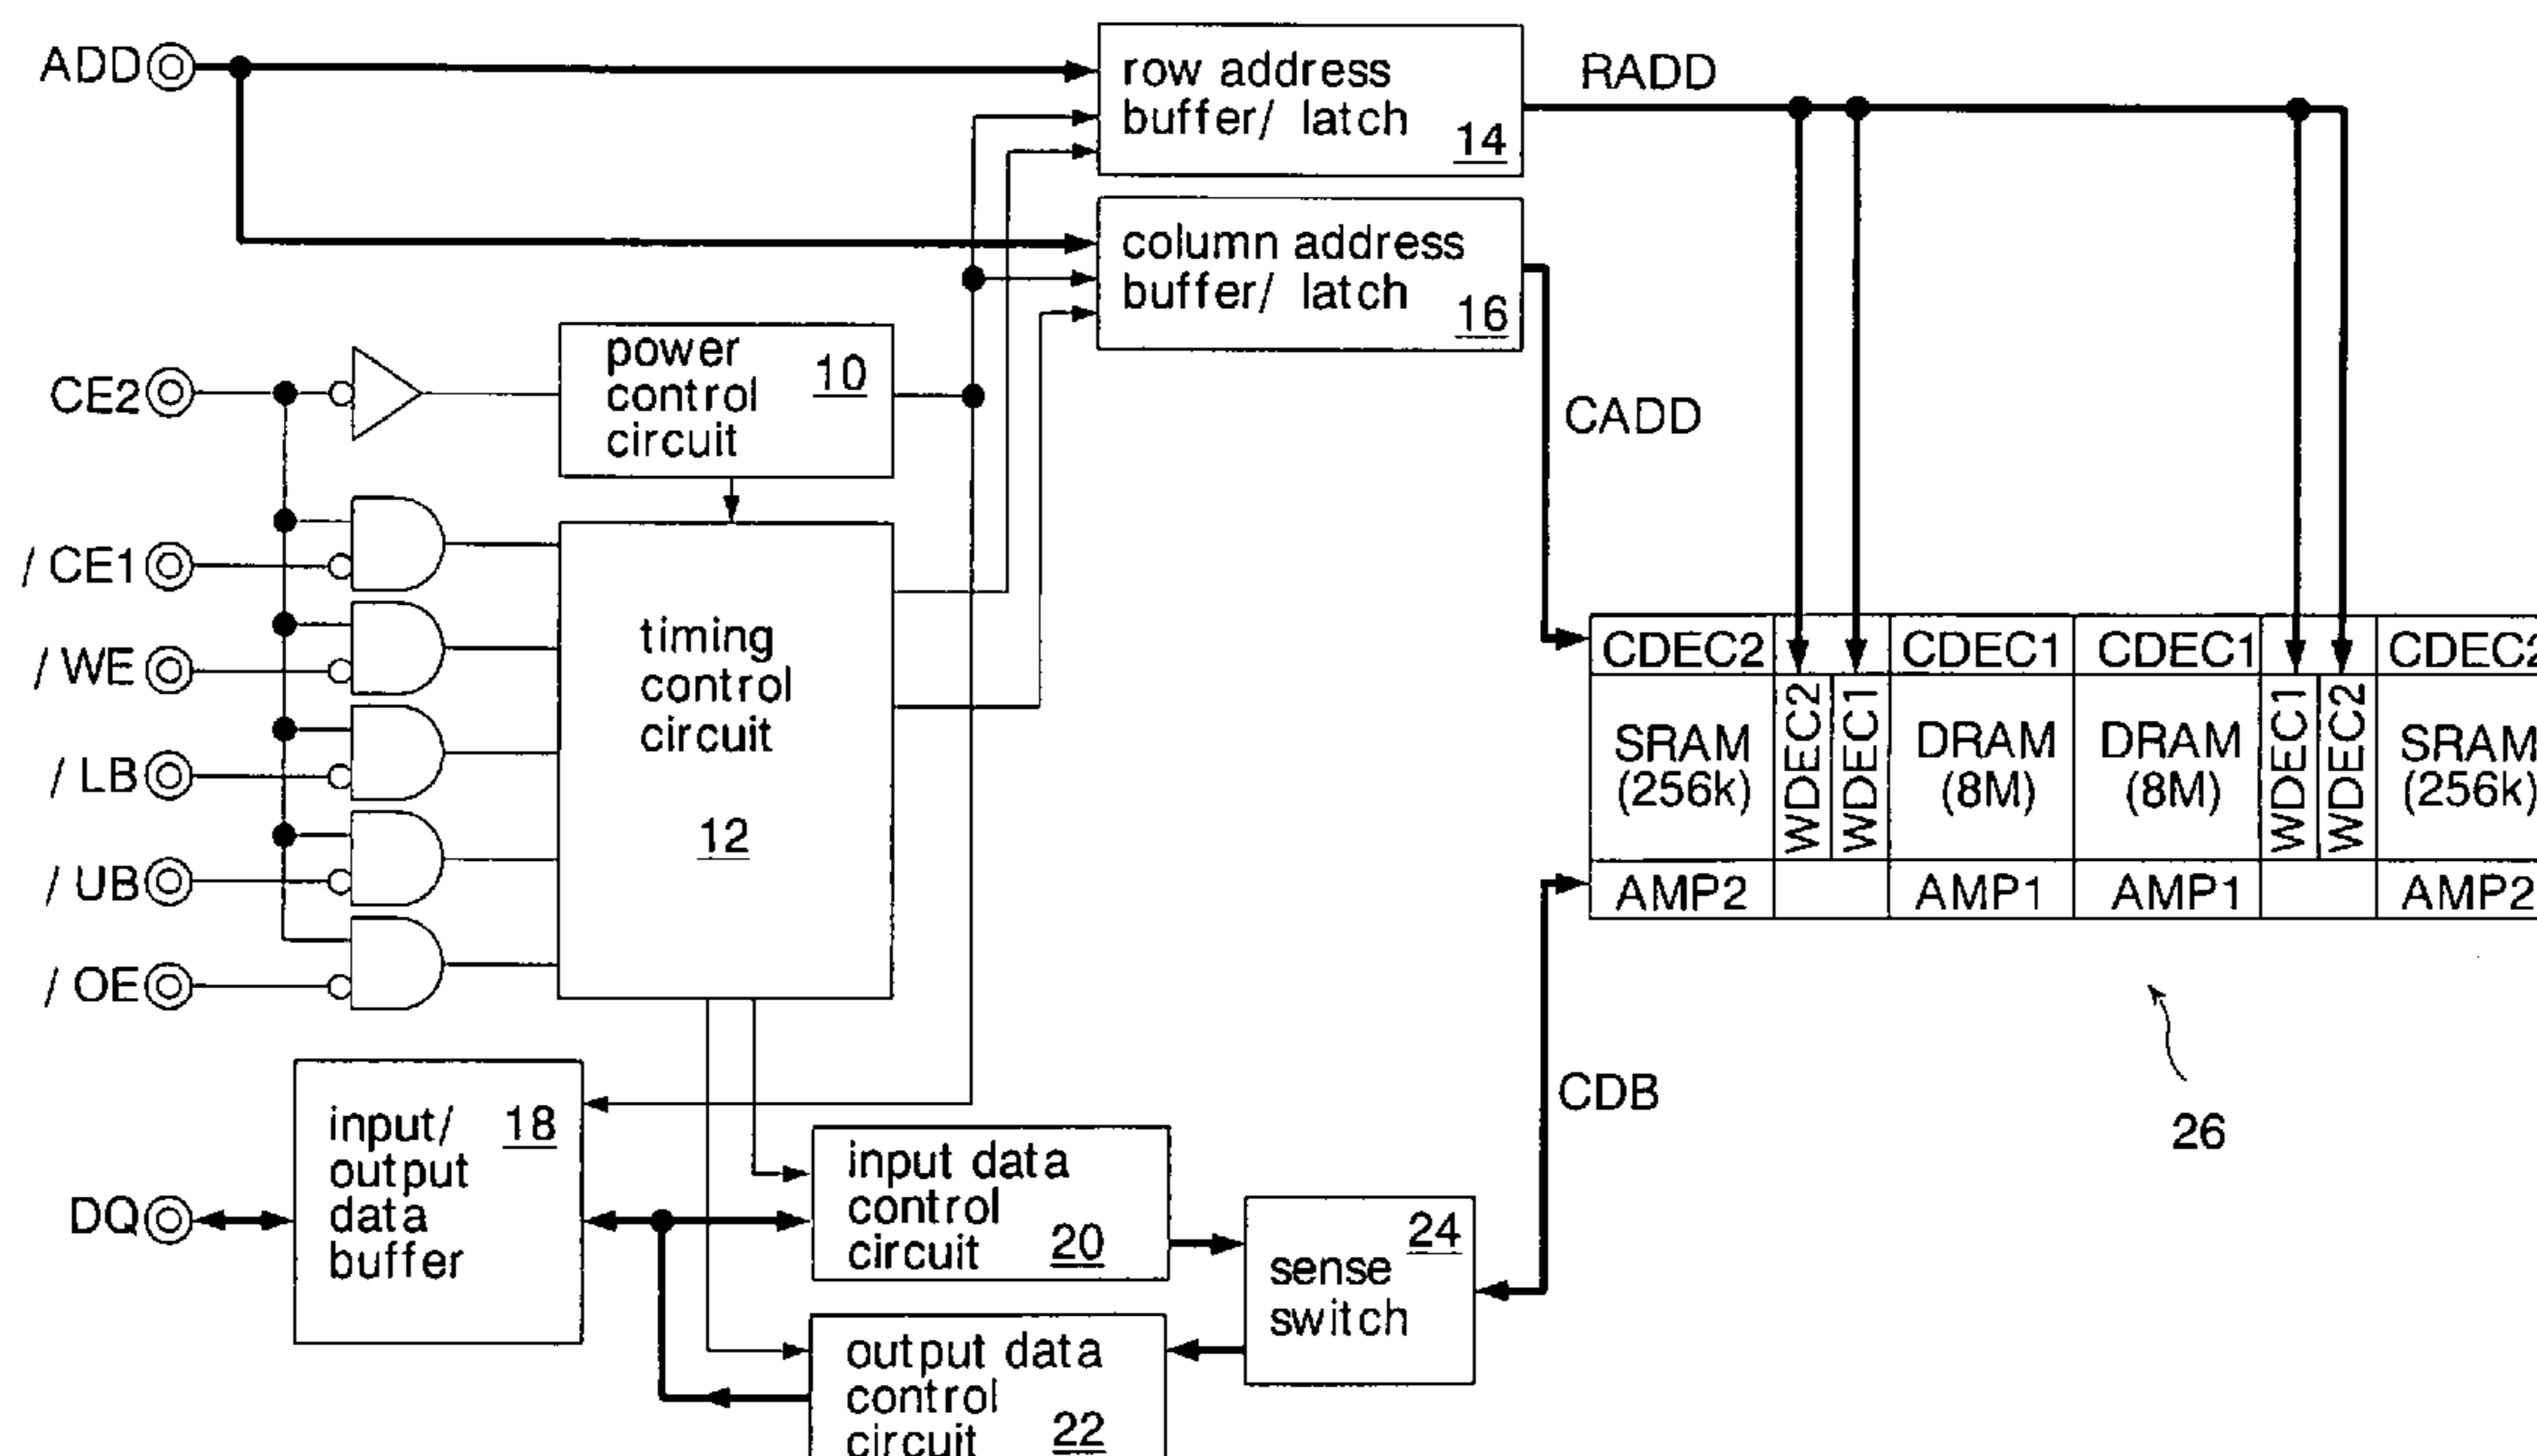 ADD
row address
buffer/ latch
14
RADD
column address
buffer/ latch
16
CE2
power
control
circuit
10
CADD
/ CE1
/ WE
/ LB
/ UB
/ OE
timing
control
circuit
12
CDEC2
CDEC1
CDEC1
CDEC2
SRAM
(256k)
WDEC2
WDEC1
DRAM
(8M)
DRAM
(8M)
WDEC1
WDEC2
SRAM
(256k)
AMP2
AMP1
AMP1
AMP2
CDB
26
DQ
input/
output
data
buffer
18
input data
control
circuit
20
sense
switch
24
output data
control
circuit
22